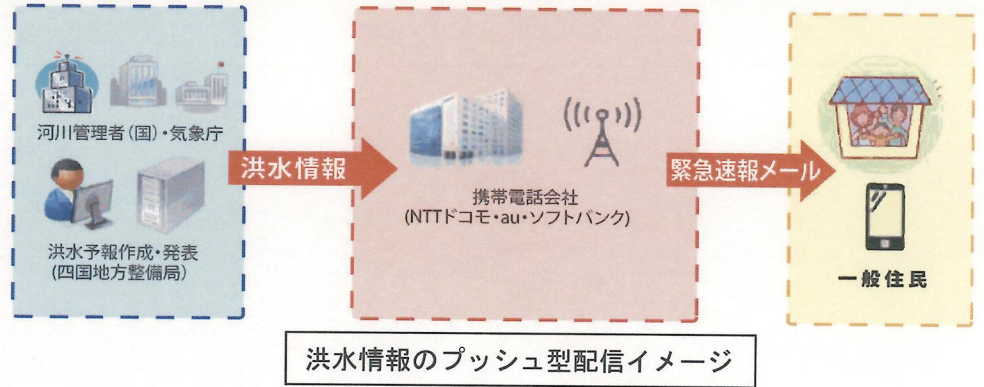 河川管理者(国)・気象庁
洪水予報作成・発表
(四国地方整備局)
洪水情報
携帯電話会社
(NTTドコモ・au・ソフトバンク)
緊急速報メール
一般住民
洪水情報のプッシュ型配信イメージ